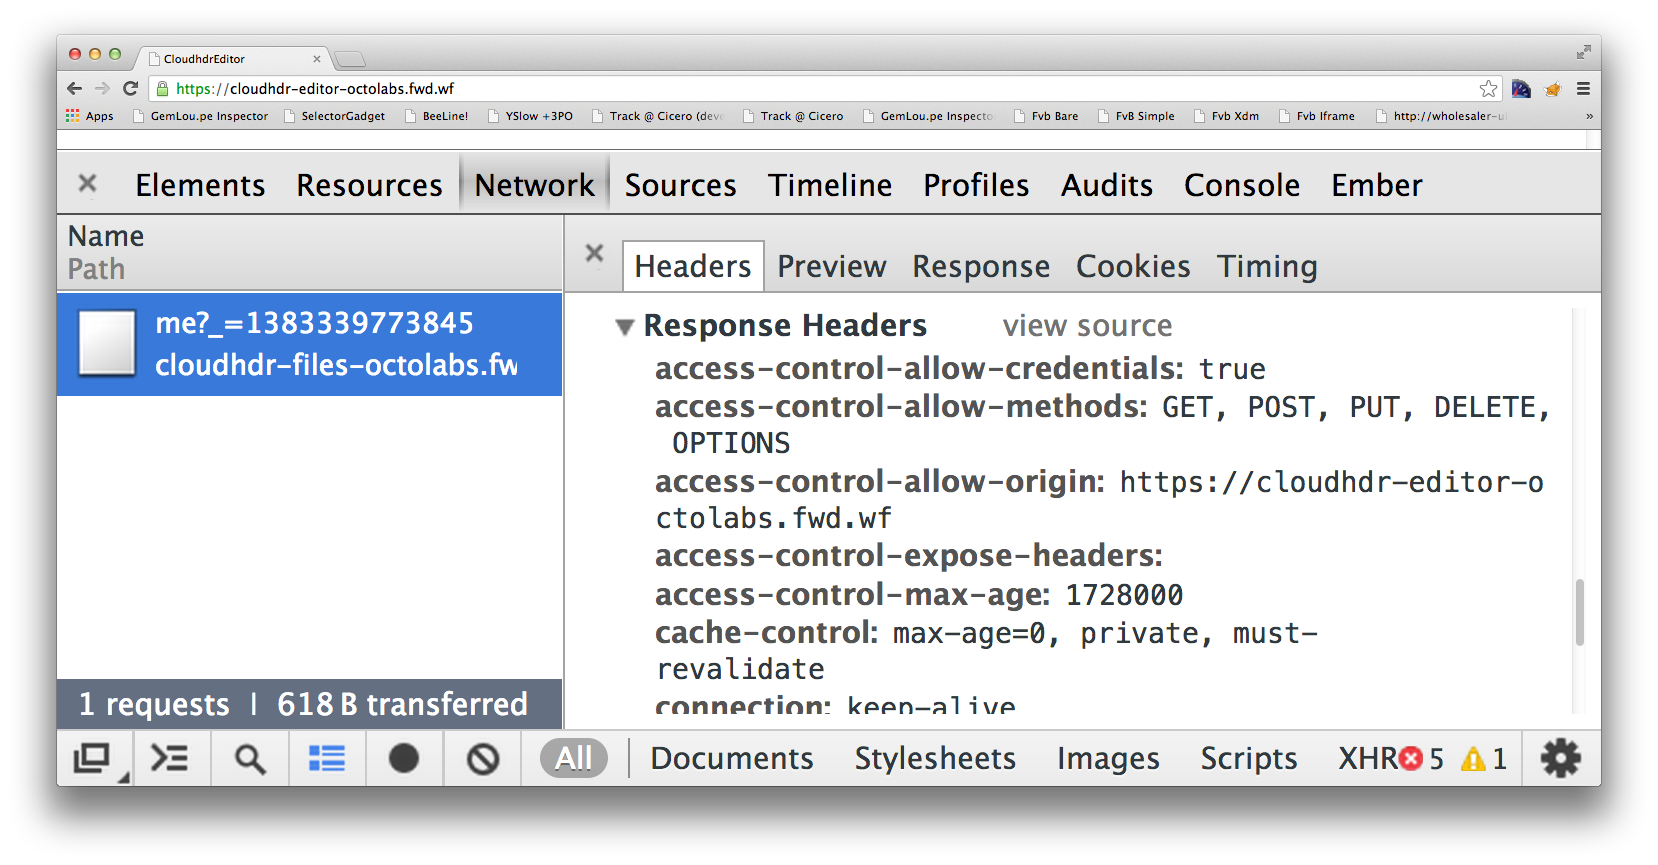 CloudhdrEditor
https://cloudhdr-editor-octolabs.fwd.wf
Apps GemLou.pe Inspector SelectorGadget BeeLine! YSlow +3PO Track @ Cicero (dev Track @ Cicero GemLou.pe Inspecto Fvb Bare FvB Simple Fvb Xdm Fvb Iframe http://wholesaler-u »
Elements Resources Network Sources Timeline Profiles Audits Console Ember
Name
Path
Headers Preview Response Cookies Timing
me?_=1383339773845
cloudhdr-files-octolabs.fw
Response Headers view source
access-control-allow-credentials: true
access-control-allow-methods: GET, POST, PUT, DELETE,
OPTIONS
access-control-allow-origin: https://cloudhdr-editor-o
ctolabs.fwd.wf
access-control-expose-headers:
access-control-max-age: 1728000
cache-control: max-age=0, private, must-
revalidate
connection: keep-alive
1 requests | 618 B transferred
All Documents Stylesheets Images Scripts XHR 5 1